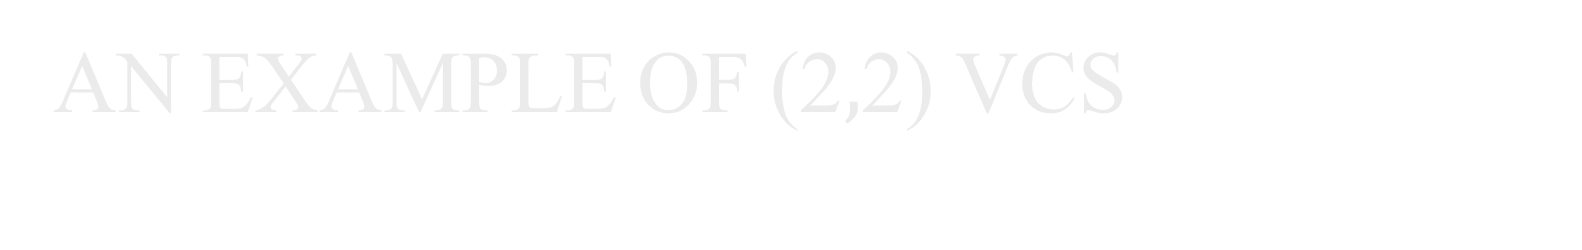 AN EXAMPLE OF (2,2) VCS